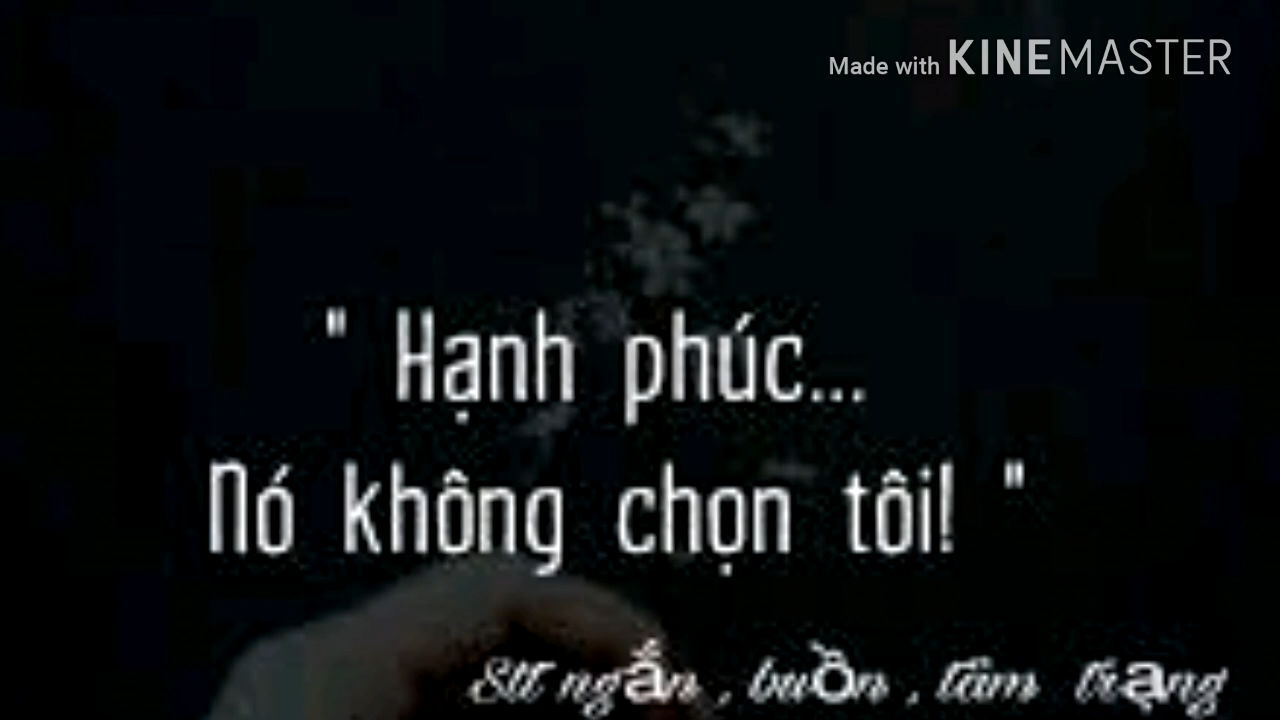 Made with KINEMASTER
" Hạnh phúc...
Nó không chọn tôi! "
Stt ngắn , buồn , tâm trạng